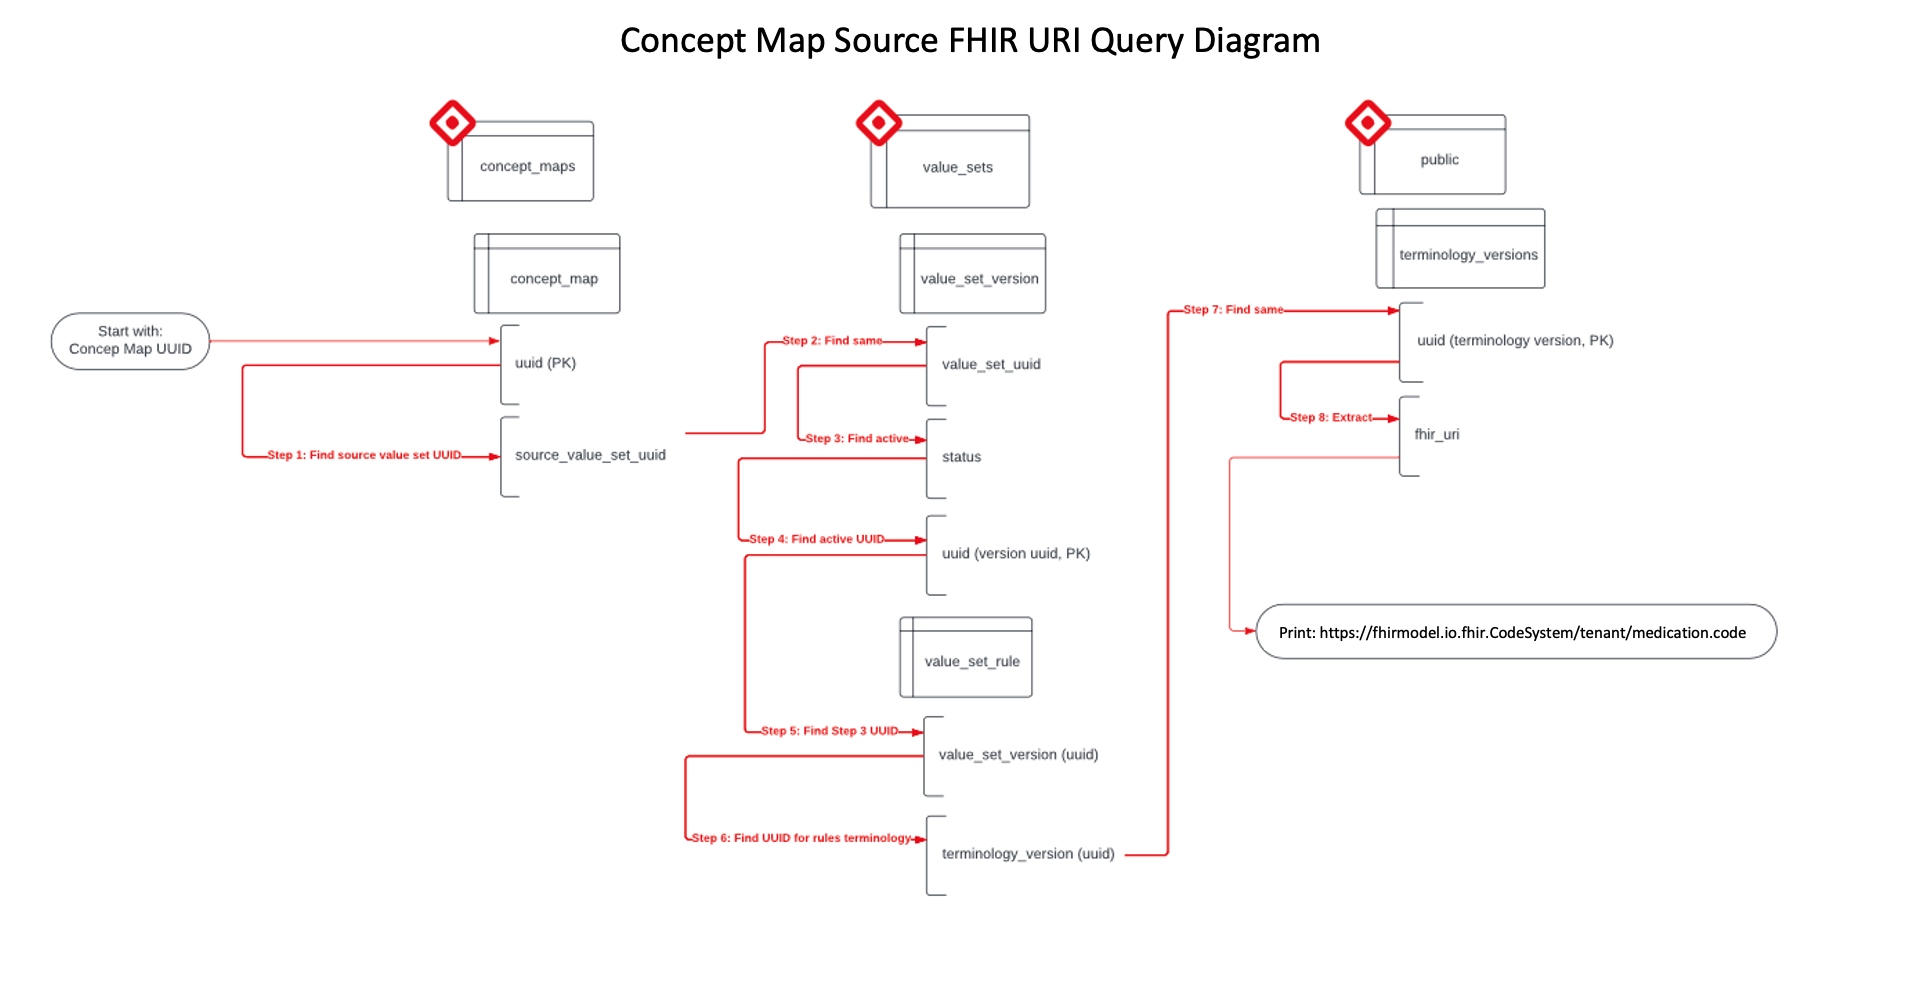 Concept Map Source FHIR URI Query Diagram
concept_maps
value_sets
public
concept_map
value_set_version
terminology_versions
Start with:
Concep Map UUID
uuid (PK)
Step 1: Find source value set UUID
source_value_set_uuid
Step 2: Find same
value_set_uuid
Step 3: Find active
status
Step 4: Find active UUID
uuid (version uuid, PK)
value_set_rule
Step 5: Find Step 3 UUID
value_set_version (uuid)
Step 6: Find UUID for rules terminology
terminology_version (uuid)
Step 7: Find same
uuid (terminology version, PK)
Step 8: Extract
fhir_uri
Print: https://fhirmodel.io.fhir.CodeSystem/tenant/medication.code